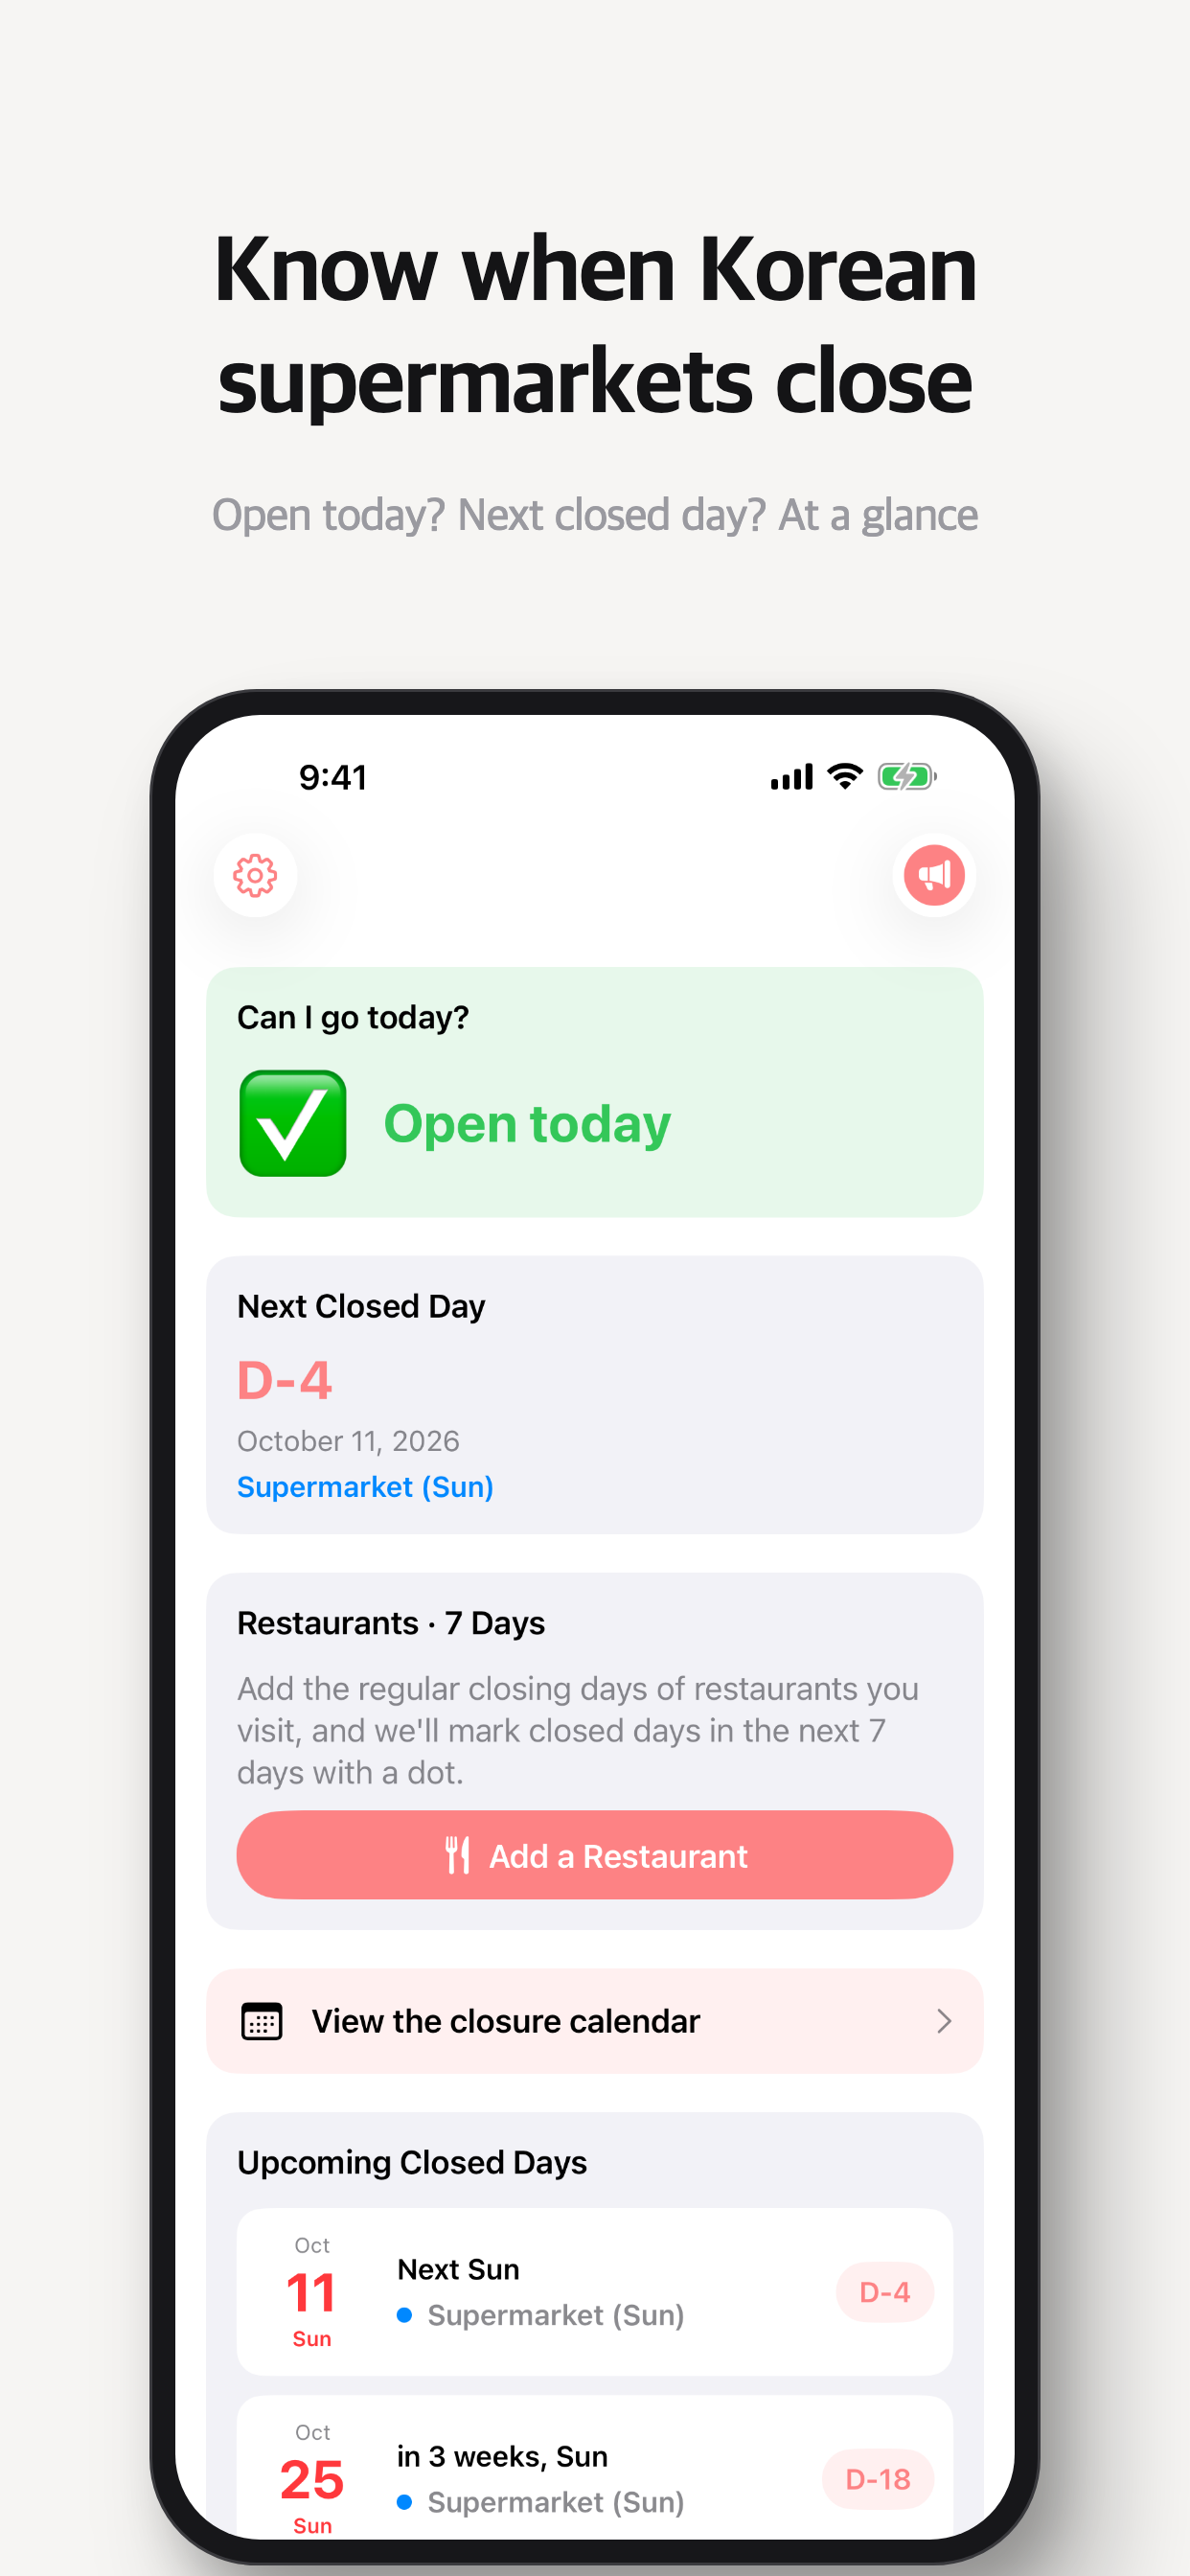 Know when Korean
supermarkets close
Open today? Next closed day? At a glance
9:41
Can I go today?
Open today
Next Closed Day
D-4
October 11, 2026
Supermarket (Sun)
Restaurants · 7 Days
Add the regular closing days of restaurants you
visit, and we'll mark closed days in the next 7
days with a dot.
Add a Restaurant
View the closure calendar
Upcoming Closed Days
Oct
11
Sun
Next Sun
Supermarket (Sun)
D-4
Oct
25
Sun
in 3 weeks, Sun
Supermarket (Sun)
D-18